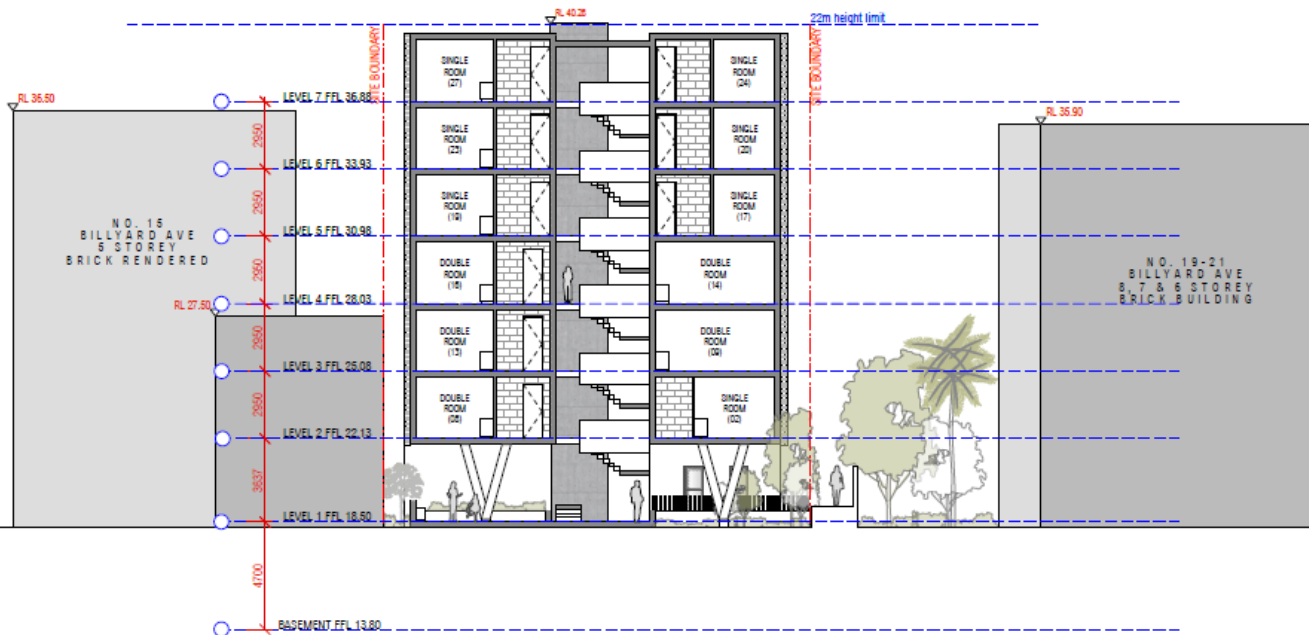 RL 40.28
22m height limit
SITE BOUNDARY
SITE BOUNDARY
RL 36.50
LEVEL 7 FFL 36.88
SINGLE
ROOM
(27)
SINGLE
ROOM
(24)
RL 35.90
2950
LEVEL 6 FFL 33.93
SINGLE
ROOM
(23)
SINGLE
ROOM
(20)
2950
LEVEL 5 FFL 30.98
SINGLE
ROOM
(19)
SINGLE
ROOM
(17)
NO. 15
BILLYARD AVE
5 STOREY
BRICK RENDERED
2950
LEVEL 4 FFL 28.03
DOUBLE
ROOM
(16)
DOUBLE
ROOM
(14)
NO. 19-21
BILLYARD AVE
8, 7 & 6 STOREY
BRICK BUILDING
RL 27.50
2950
LEVEL 3 FFL 25.08
DOUBLE
ROOM
(13)
DOUBLE
ROOM
(09)
2950
LEVEL 2 FFL 22.13
DOUBLE
ROOM
SINGLE
ROOM
(02)
3637
LEVEL 1 FFL 18.50
4700
BASEMENT FFL 13.80